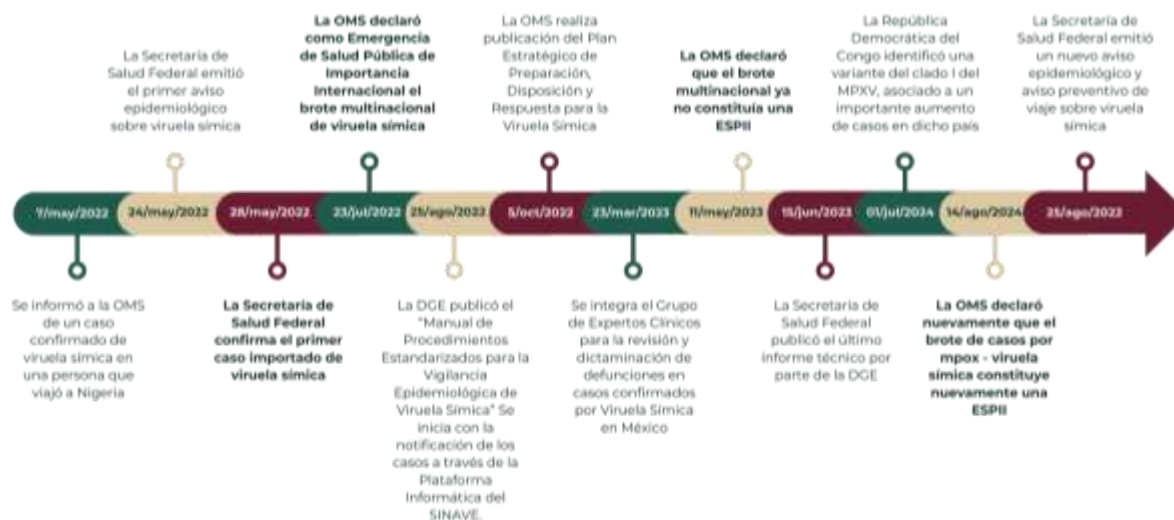 La Secretaría de
Salud Federal emitió
el primer aviso
epidemiológico
sobre viruela símica
La OMS declaró
como Emergencia
de Salud Pública de
Importancia
Internacional el
brote multinacional
de viruela símica
La OMS realiza
publicación del Plan
Estratégico de
Preparación,
Disposición y
Respuesta para la
Viruela Símica
La OMS declaró
que el brote
multinacional ya
no constituía una
ESPII
La República
Democrática del
Congo identificó una
variante del clado I del
MPXV, asociado a un
importante aumento
de casos en dicho país
La Secretaría de
Salud Federal emitió
un nuevo aviso
epidemiológico y
aviso preventivo de
viaje sobre viruela
símica
7/may/2022
24/may/2022
28/may/2022
23/jul/2022
25/ago/2022
5/oct/2022
23/mar/2023
11/may/2023
15/jun/2023
01/jul/2024
14/ago/2024
25/ago/2023
Se informó a la OMS
de un caso
confirmado de
viruela símica en
una persona que
viajó a Nigeria
La Secretaría de
Salud Federal
confirma el primer
caso importado de
viruela símica
La DGE publicó el
"Manual de
Procedimientos
Estandarizados para la
Vigilancia
Epidemiológica de
Viruela Símica" Se
inicia con la
notificación de los
casos a través de la
Plataforma
Informática del
SINAVE.
Se integra el Grupo
de Expertos Clínicos
para la revisión y
dictaminación de
defunciones en
casos confirmados
por Viruela Símica
en México
La Secretaría de
Salud Federal
publicó el último
informe técnico por
parte de la DGE
La OMS declaró
nuevamente que el
brote de casos por
mpox - viruela
símica constituye
nuevamente una
ESPII